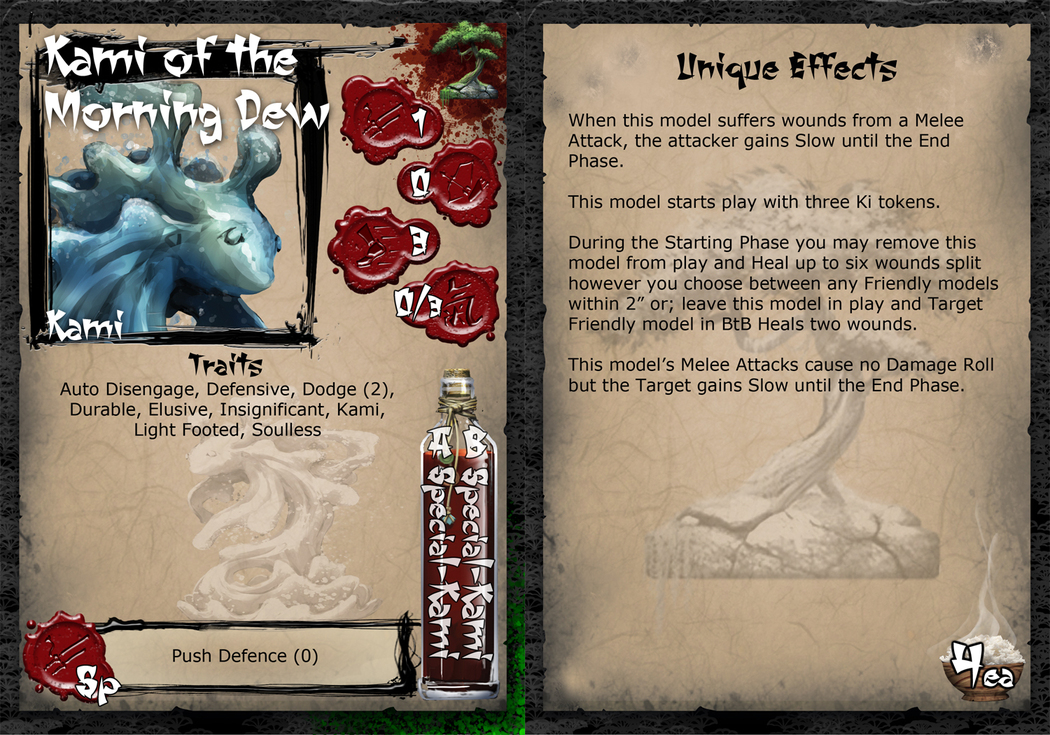 Kami of the
Morning Dew
1
0
3
0/3
Kami
Traits
Auto Disengage, Defensive, Dodge (2),
Durable, Elusive, Insignificant, Kami,
Light Footed, Soulless
A Special-Kami
B Special-Kami
Push Defence (0)
Sp
Unique Effects
When this model suffers wounds from a Melee
Attack, the attacker gains Slow until the End
Phase.
This model starts play with three Ki tokens.
During the Starting Phase you may remove this
model from play and Heal up to six wounds split
however you choose between any Friendly models
within 2” or; leave this model in play and Target
Friendly model in BtB Heals two wounds.
This model’s Melee Attacks cause no Damage Roll
but the Target gains Slow until the End Phase.
4ea